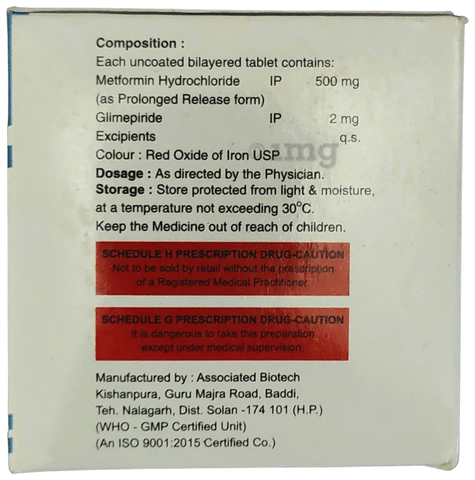 Composition :
Each uncoated bilayered tablet contains:
Metformin Hydrochloride IP 500 mg
(as Prolonged Release form)
Glimepiride IP 2 mg
Excipients q.s.
Colour : Red Oxide of Iron USP
1mg
Dosage : As directed by the Physician.
Storage : Store protected from light & moisture,
at a temperature not exceeding 30°C.
Keep the Medicine out of reach of children.
SCHEDULE H PRESCRIPTION DRUG-CAUTION
Not to be sold by retail without the prescription
of a Registered Medical Practitioner.
SCHEDULE G PRESCRIPTION DRUG-CAUTION
It is dangerous to take this preparation
except under medical supervision.
Manufactured by : Associated Biotech
Kishanpura, Guru Majra Road, Baddi,
Teh. Nalagarh, Dist. Solan -174 101 (H.P.)
(WHO - GMP Certified Unit)
(An ISO 9001:2015 Certified Co.)